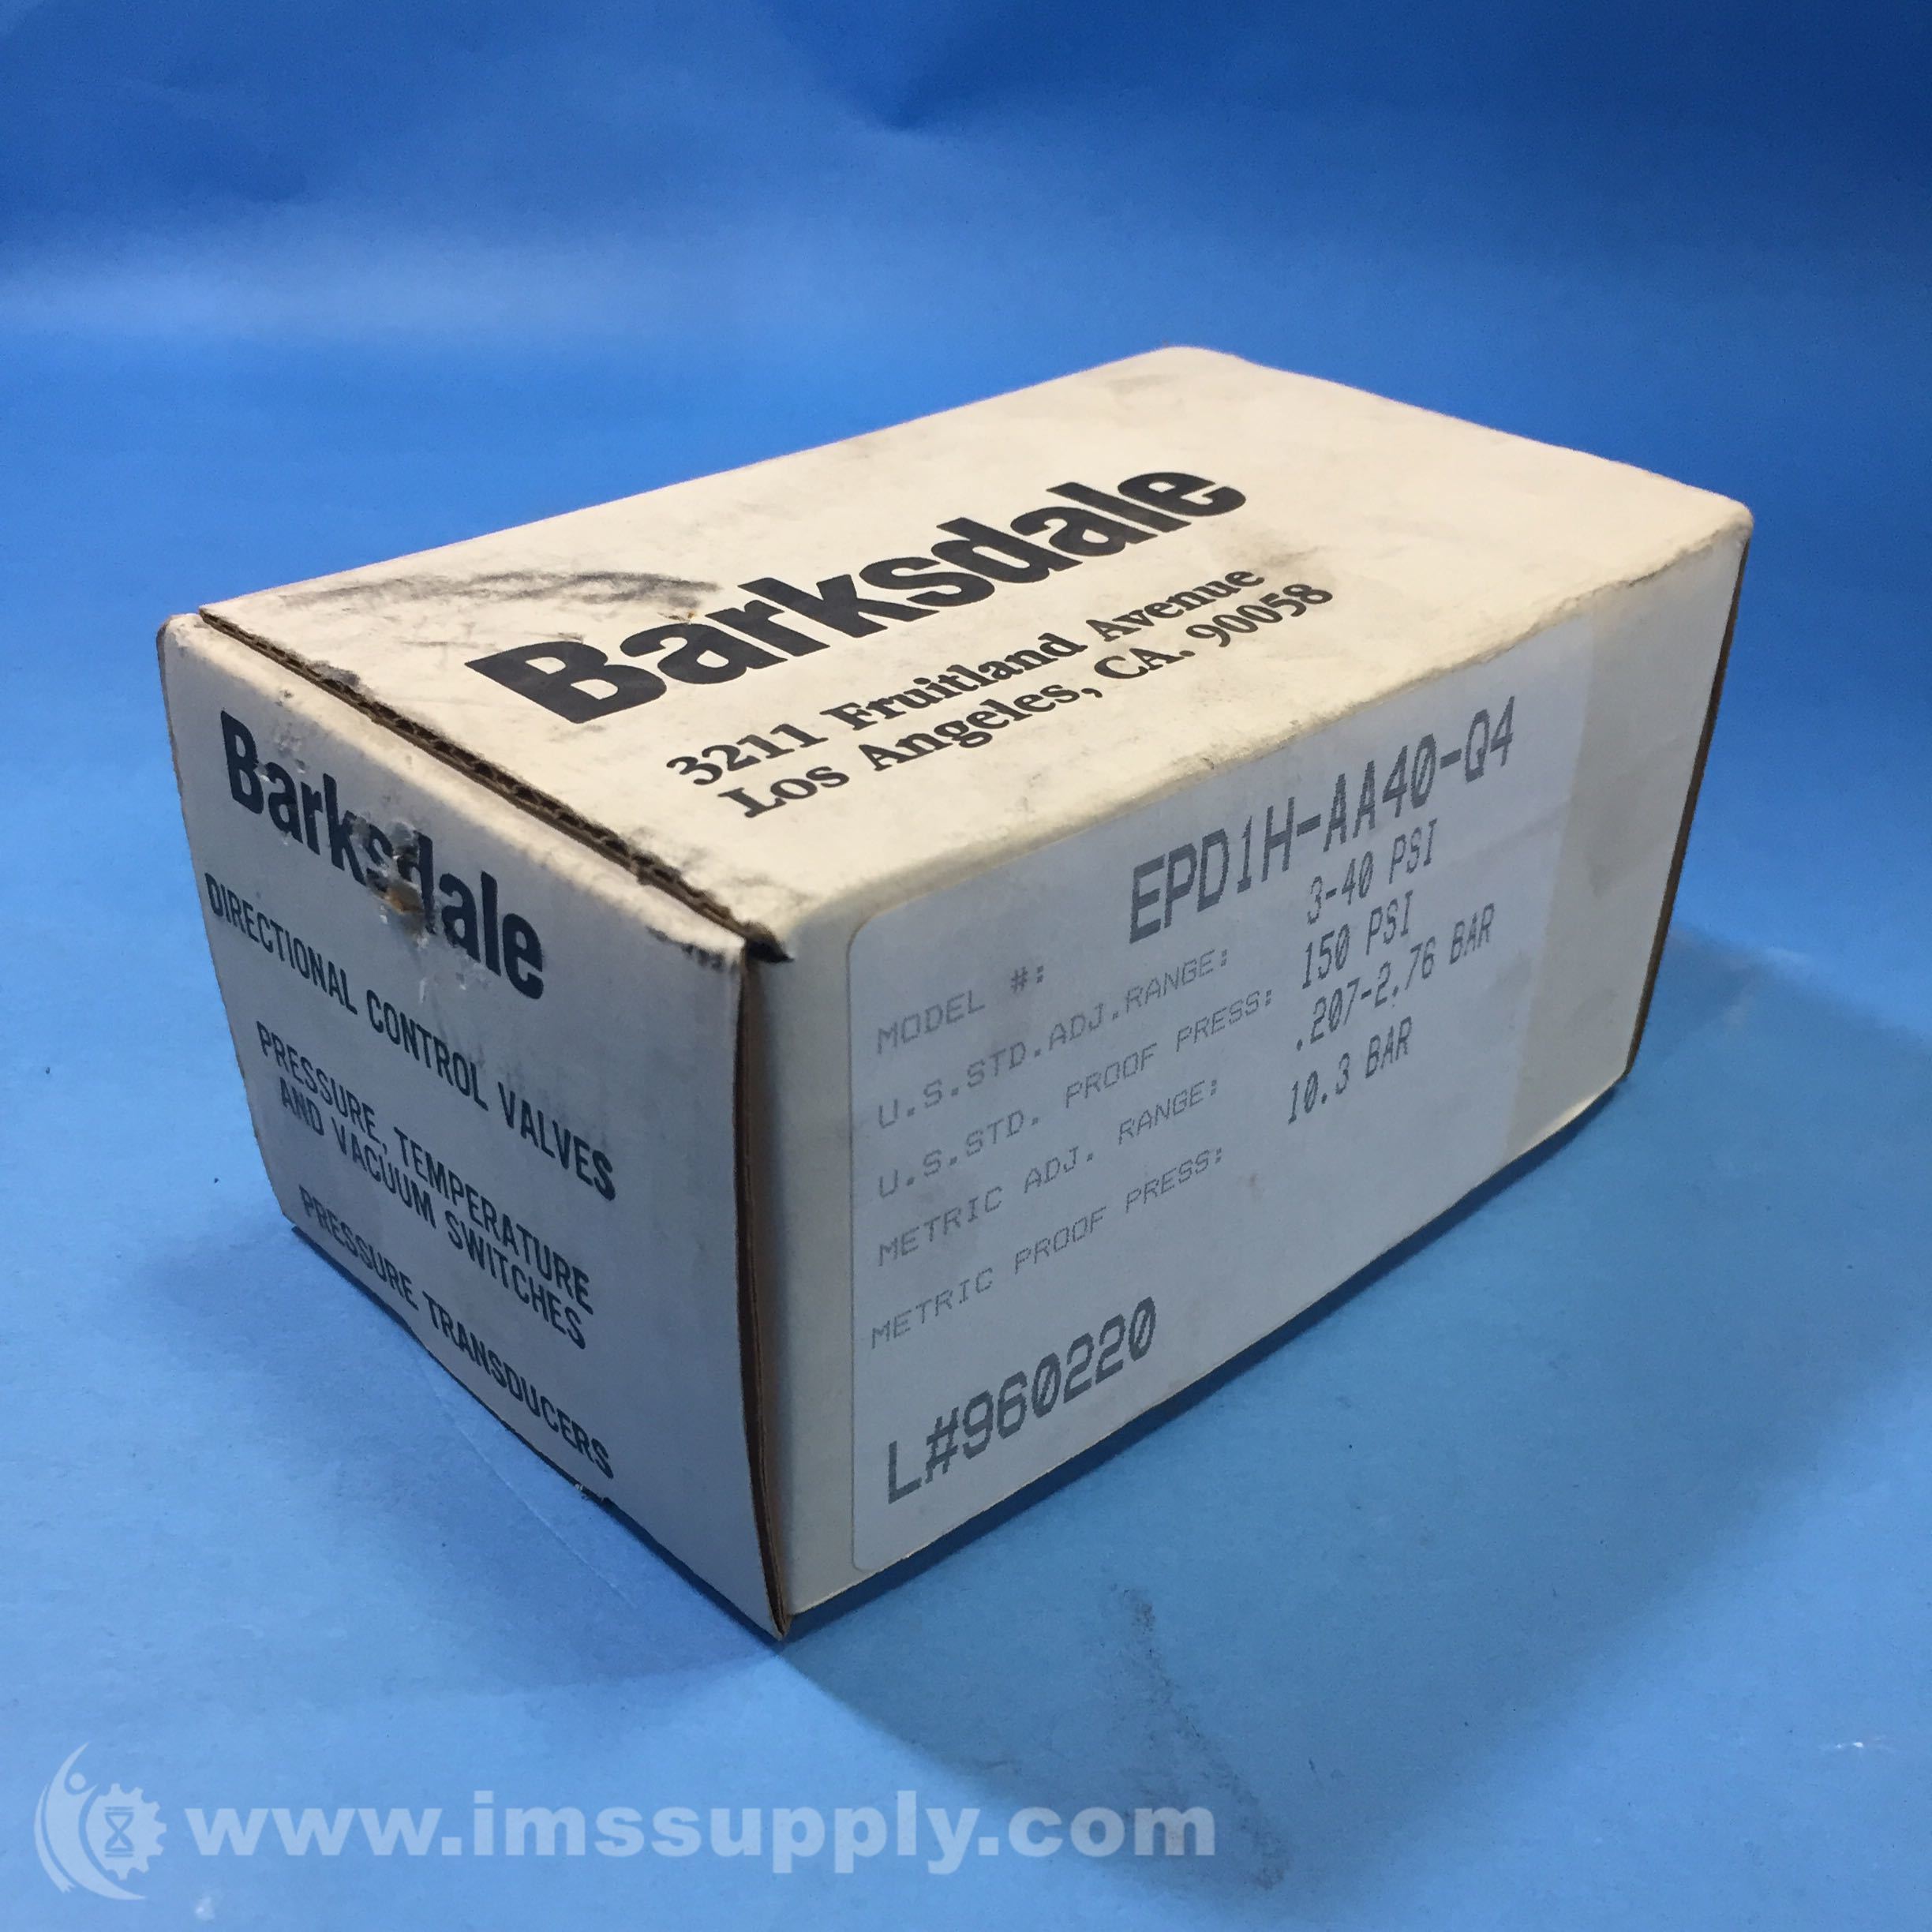 Barksdale
3211 Fruitland Avenue
Los Angeles, CA. 90058
Barksdale
DIRECTIONAL CONTROL VALVES
PRESSURE, TEMPERATURE
AND VACUUM SWITCHES
PRESSURE TRANSDUCERS
MODEL #: EPD1H-AA40-Q4
U.S.STD.ADJ.RANGE: 3-40 PSI
U.S.STD. PROOF PRESS: 150 PSI
METRIC ADJ. RANGE: .207-2.76 BAR
METRIC PROOF PRESS: 10.3 BAR
L#960220
www.imssupply.com